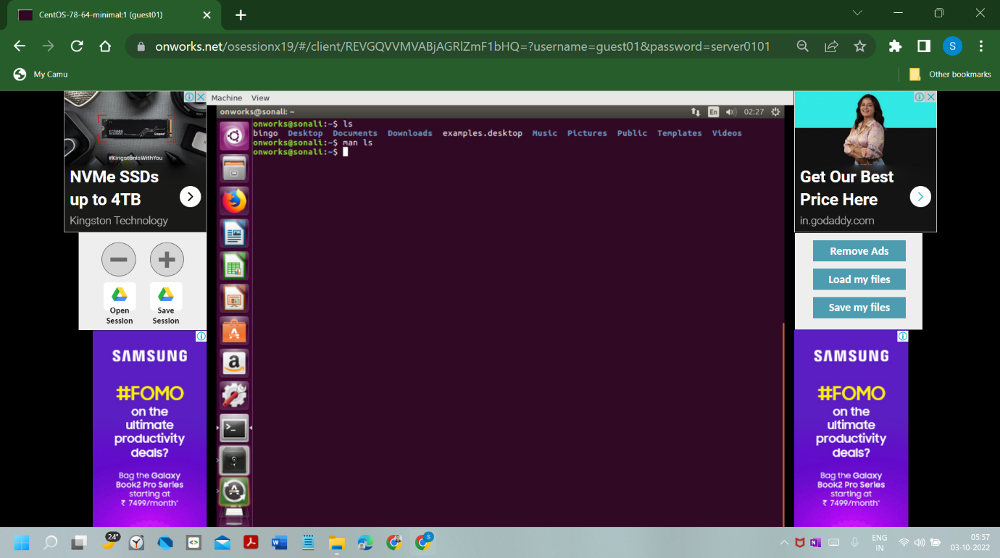 CentOS-78-64-minimal:1 (guest01)
onworks.net/osessionx19/#/client/REVGQVVMVABjAGRlZmF1bHQ=?username=guest01&password=server0101
S
My Camu
Other bookmarks
Machine View
onworks@sonali: ~
En
02:27
onworks@sonali:~$ ls
bingo Desktop Documents Downloads examples.desktop Music Pictures Public Templates Videos
onworks@sonali:~$ man ls
onworks@sonali:~$
#KingstonIsWithYou
NVMe SSDs
up to 4TB
Kingston Technology
Open
Session
Save
Session
SAMSUNG
#FOMO
on the
ultimate
productivity
deals?
Bag the Galaxy
Book2 Pro Series
starting at
₹ 7499/month*
Get Our Best
Price Here
in.godaddy.com
Remove Ads
Load my files
Save my files
SAMSUNG
#FOMO
on the
ultimate
productivity
deals?
Bag the Galaxy
Book2 Pro Series
starting at
₹ 7499/month*
24°
S
ENG
IN
05:57
03-10-2022